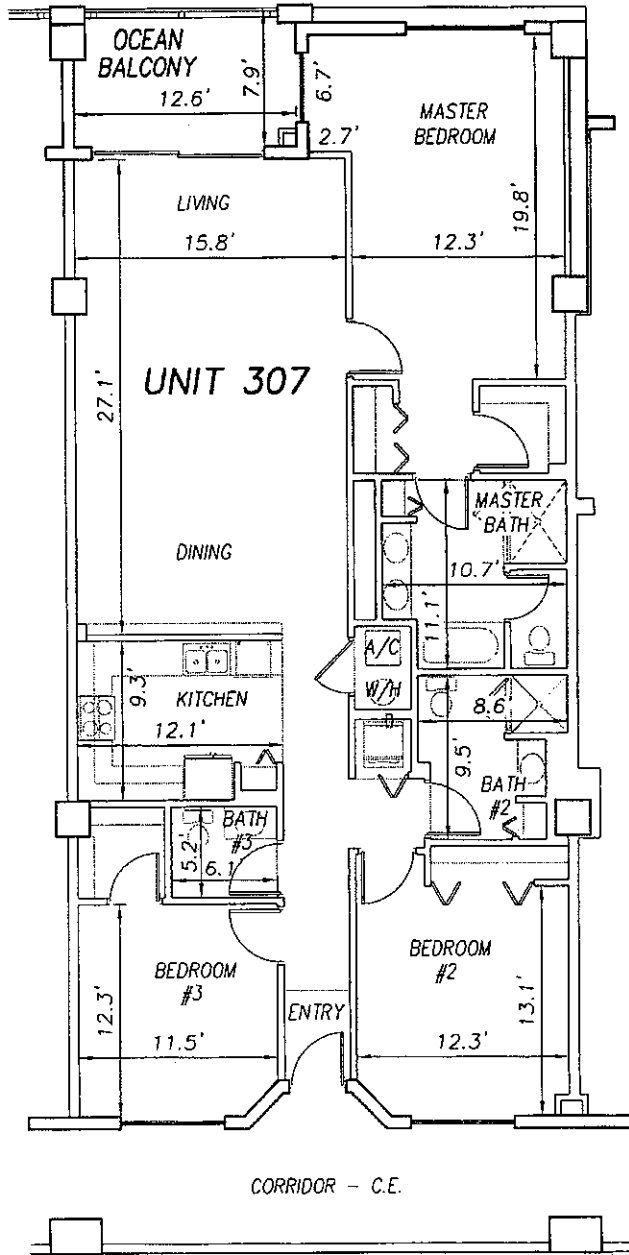 OCEAN
BALCONY
12.6'
7.9'
6.7'
2.7'
MASTER
BEDROOM
19.8'
12.3'
LIVING
15.8'
27.1'
UNIT 307
DINING
MASTER
BATH
10.7'
11.1'
A/C
W/H
9.3'
KITCHEN
12.1'
8.6'
9.5'
BATH
#2
BATH
#3
5.2'
6.1'
BEDROOM
#3
12.3'
11.5'
ENTRY
BEDROOM
#2
13.1'
12.3'
CORRIDOR - C.E.